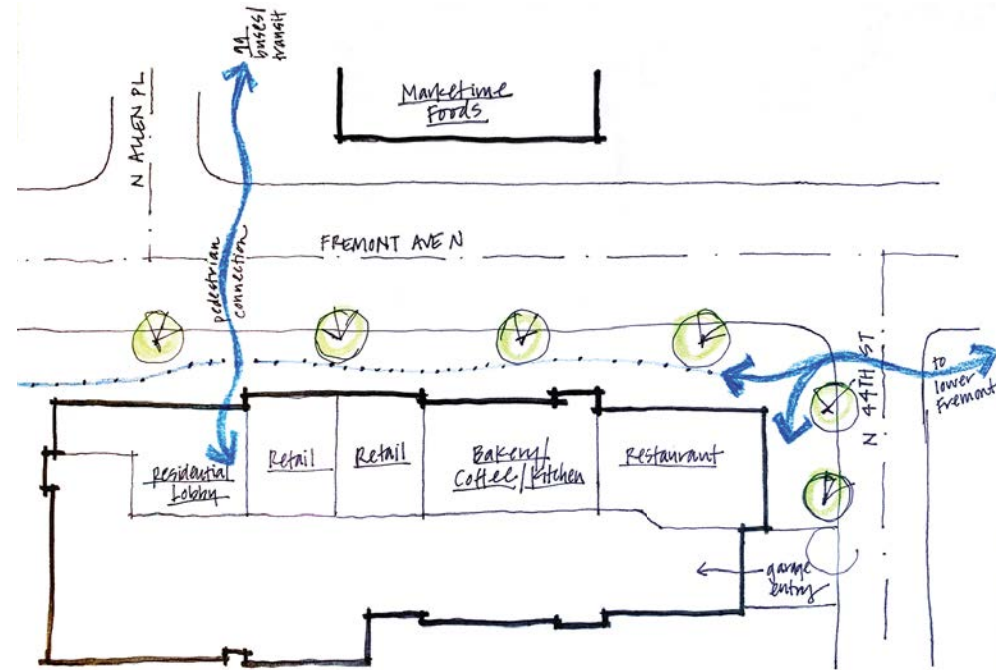 99
buses/
transit
Marketime
Foods
N ALLEN PL
FREMONT AVE N
pedestrian
connection
N 44TH ST
to
lower
Fremont
residential
Lobby
Retail
Retail
Bakery/
Coffee/Kitchen
Restaurant
garage
entry